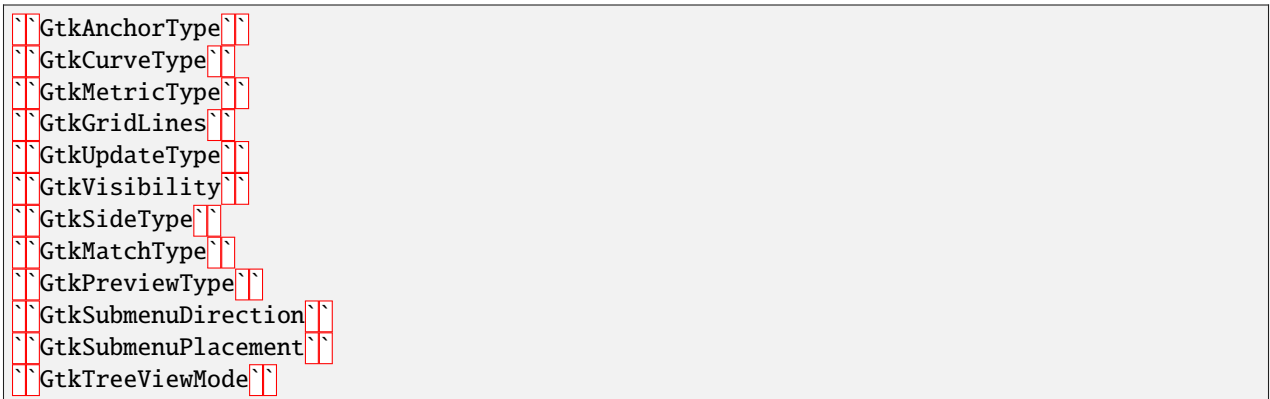 ``GtkAnchorType``
``GtkCurveType``
``GtkMetricType``
``GtkGridLines``
``GtkUpdateType``
``GtkVisibility``
``GtkSideType``
``GtkMatchType``
``GtkPreviewType``
``GtkSubmenuDirection``
``GtkSubmenuPlacement``
``GtkTreeViewMode``